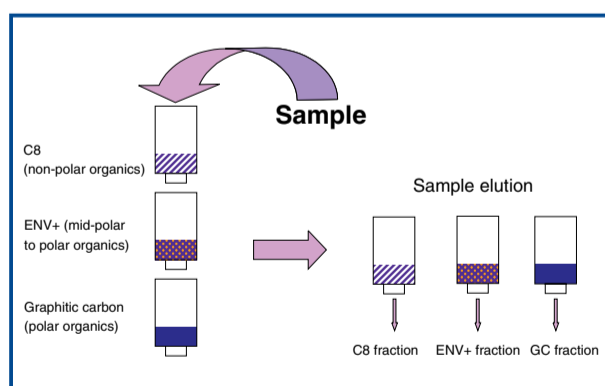 Sample
C8
(non-polar organics)
ENV+ (mid-polar
to polar organics)
Graphitic carbon
(polar organics)
Sample elution
C8 fraction
ENV+ fraction
GC fraction